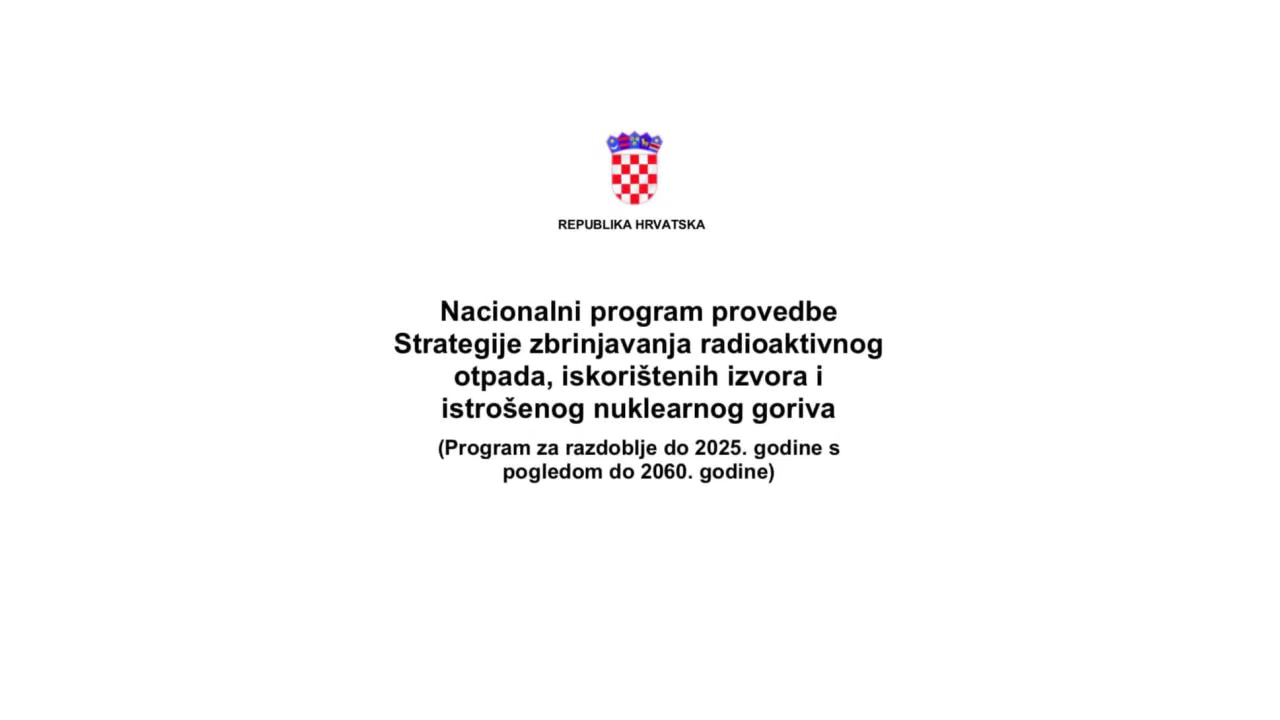 REPUBLIKA HRVATSKA
Nacionalni program provedbe
Strategije zbrinjavanja radioaktivnog
otpada, iskorištenih izvora i
istrošenog nuklearnog goriva
(Program za razdoblje do 2025. godine s
pogledom do 2060. godine)